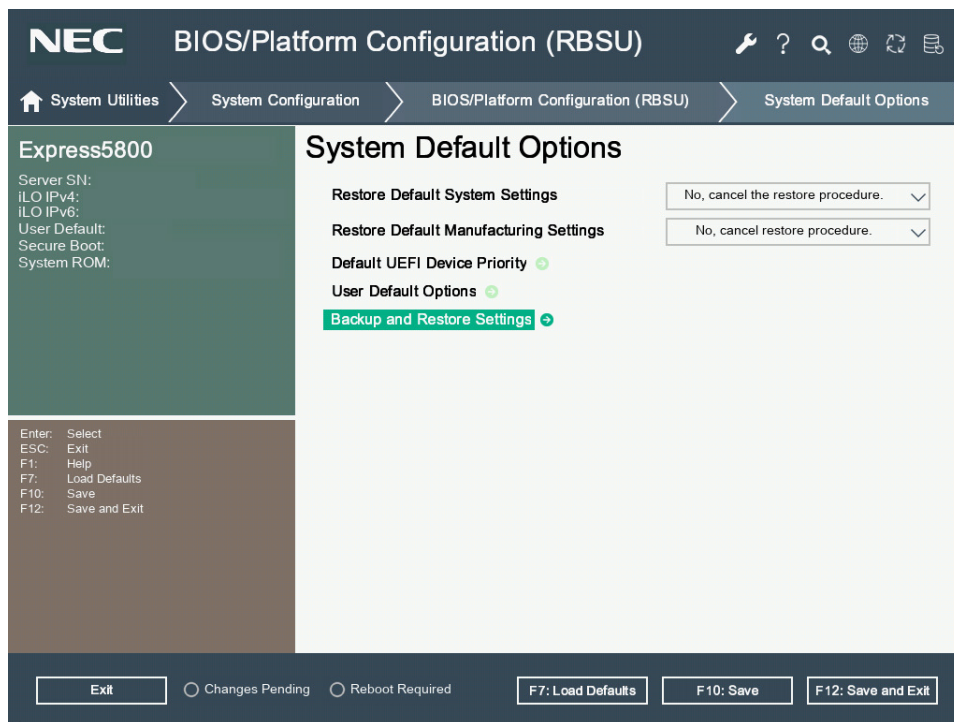 NEC BIOS/Platform Configuration (RBSU)
System Utilities System Configuration BIOS/Platform Configuration (RBSU) System Default Options
Express5800
Server SN:
iLO IPv4:
iLO IPv6:
User Default:
Secure Boot:
System ROM:
Enter: Select
ESC: Exit
F1: Help
F7: Load Defaults
F10: Save
F12: Save and Exit
System Default Options
Restore Default System Settings No, cancel the restore procedure.
Restore Default Manufacturing Settings No, cancel restore procedure.
Default UEFI Device Priority
User Default Options
Backup and Restore Settings
Exit Changes Pending Reboot Required F7: Load Defaults F10: Save F12: Save and Exit